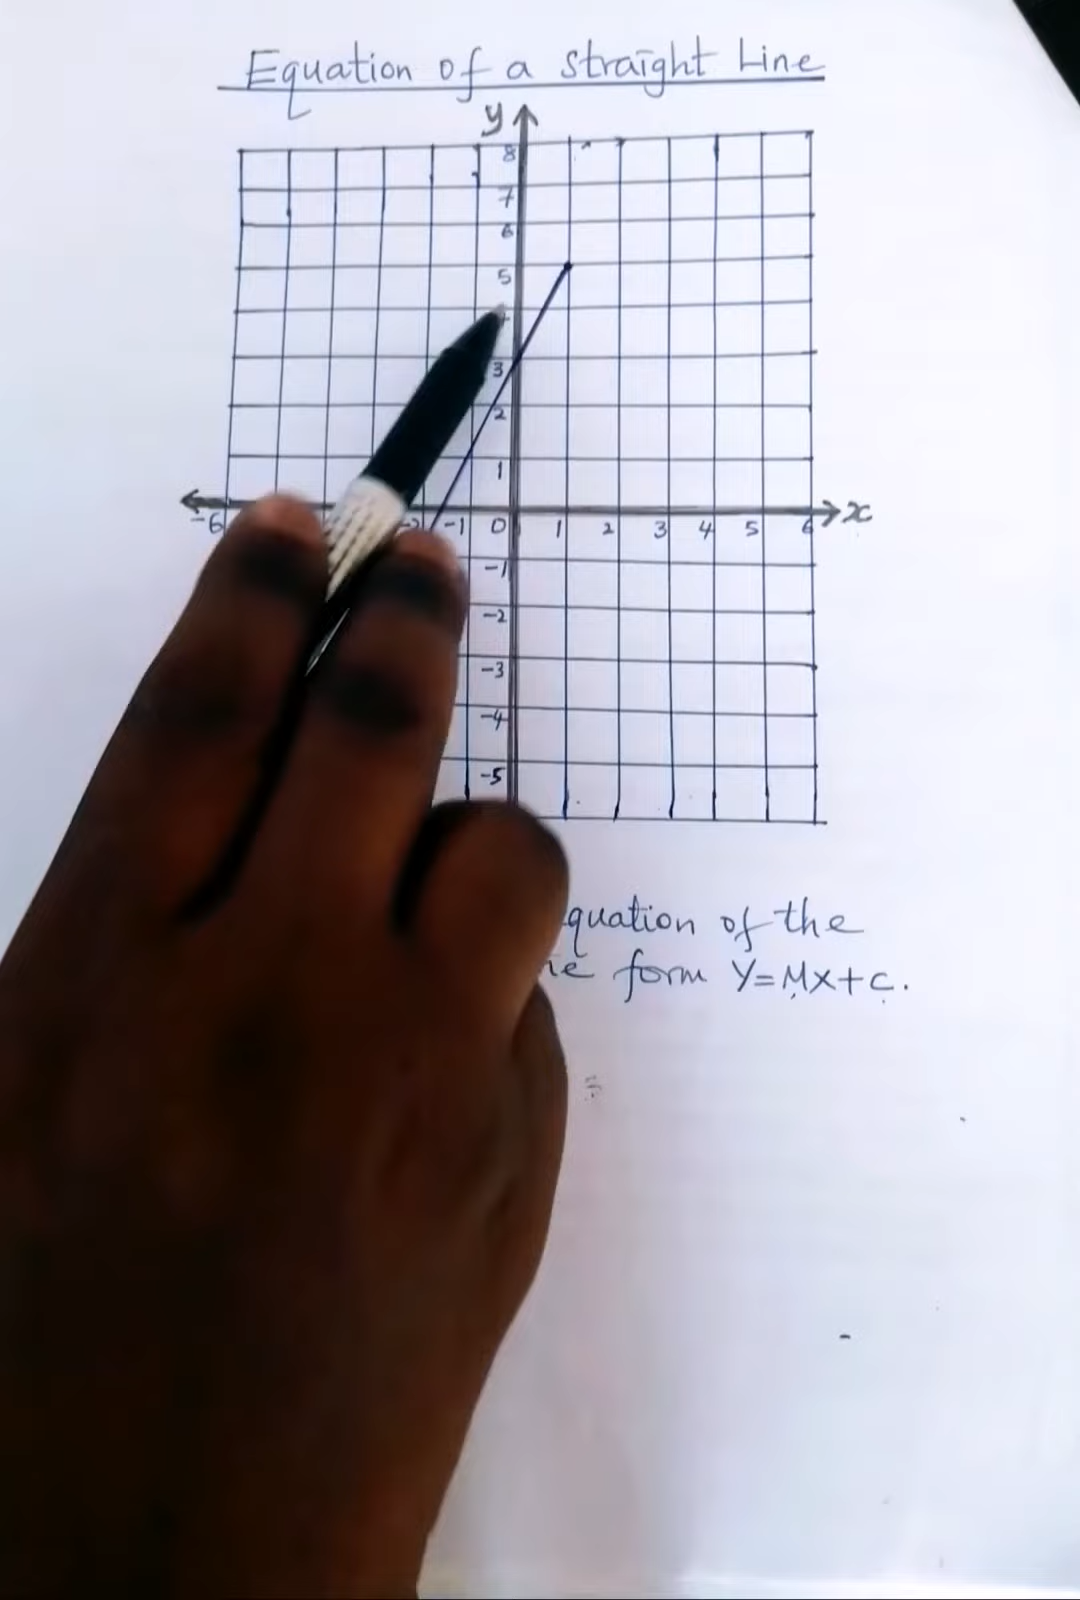 Equation of a straight Line
y
8
7
6
5
3
2
1
-6 -2 -1 0 1 2 3 4 5 6 x
-1
-2
-3
-4
-5
quation of the
form Y=MX+C.